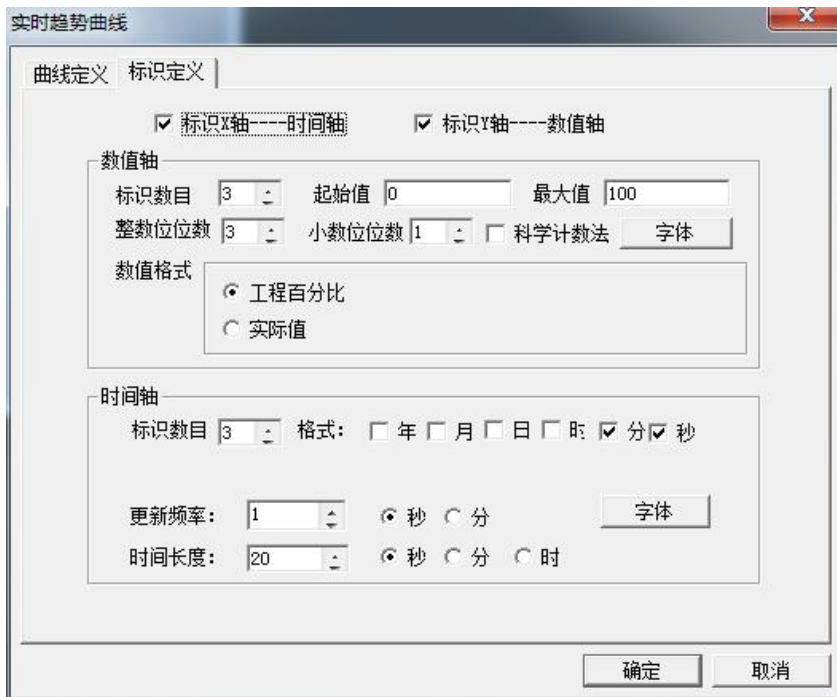 实时趋势曲线
曲线定义 标识定义
标识X轴----时间轴 标识Y轴----数值轴
数值轴
标识数目 3 起始值 0 最大值 100
整数位位数 3 小数位位数 1 科学计数法 字体
数值格式
工程百分比
实际值
时间轴
标识数目 3 格式: 年 月 日 时 分 秒
更新频率: 1 秒 分 字体
时间长度: 20 秒 分 时
确定 取消